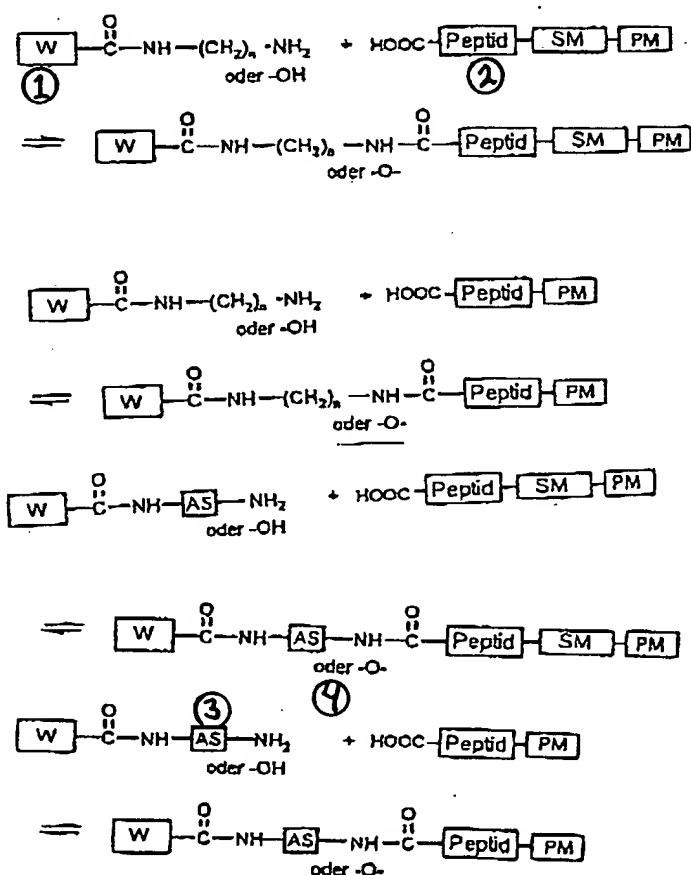 O
W -C-NH-(CH₂)ₙ-NH₂ + HOOC-Peptid-SM-PM
① oder -OH ②
O O
⇌ W -C-NH-(CH₂)ₙ-NH-C-Peptid-SM-PM
oder -O-
O
W -C-NH-(CH₂)ₙ-NH₂ + HOOC-Peptid-PM
oder -OH
O O
⇌ W -C-NH-(CH₂)ₙ-NH-C-Peptid-PM
oder -O-
O
W -C-NH-AS-NH₂ + HOOC-Peptid-SM-PM
oder -OH
O O
⇌ W -C-NH-AS-NH-C-Peptid-SM-PM
oder -O-
O ③ ④
W -C-NH-AS-NH₂ + HOOC-Peptid-PM
oder -OH
O O
⇌ W -C-NH-AS-NH-C-Peptid-PM
oder -O-